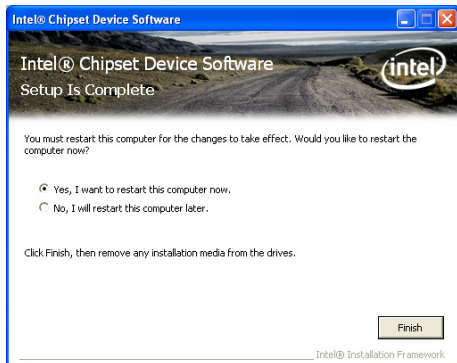 Intel® Chipset Device Software
Intel® Chipset Device Software
Setup Is Complete
intel®
You must restart this computer for the changes to take effect. Would you like to restart the
computer now?
Yes, I want to restart this computer now.
No, I will restart this computer later.
Click Finish, then remove any installation media from the drives.
Finish
Intel® Installation Framework